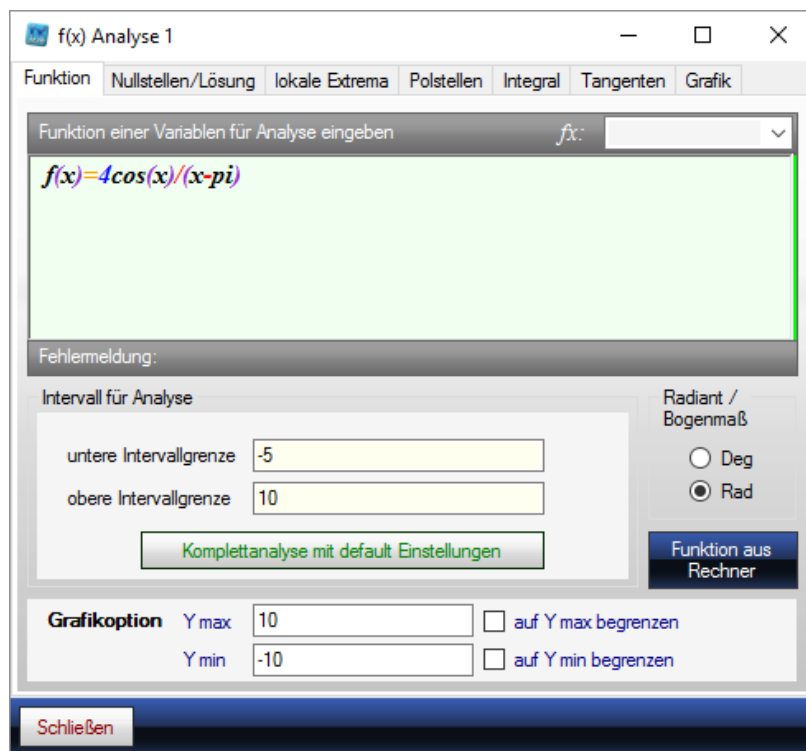 f(x) Analyse 1
Funktion Nullstellen/Lösung lokale Extrema Polstellen Integral Tangenten Grafik
Funktion einer Variablen für Analyse eingeben fx:
f(x)=4cos(x)/(x-pi)
Fehlermeldung:
Intervall für Analyse
Radiant /
Bogenmaß
untere Intervallgrenze -5
Deg
obere Intervallgrenze 10
Rad
Komplettanalyse mit default Einstellungen
Funktion aus
Rechner
Grafikoption Y max 10 auf Y max begrenzen
Y min -10 auf Y min begrenzen
Schließen